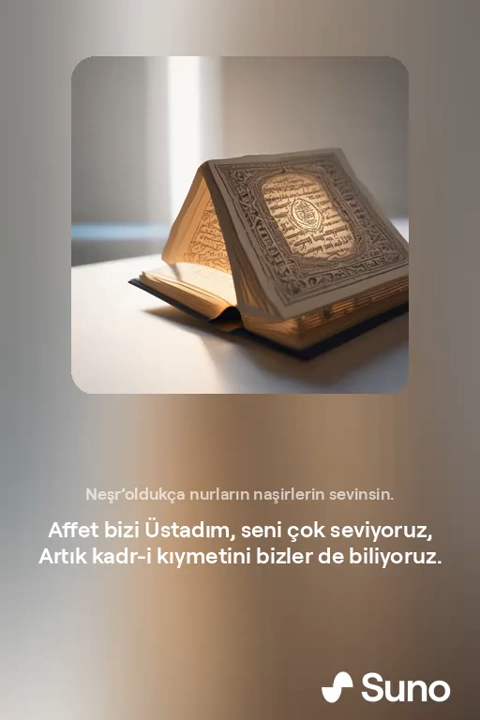 Neşr'oldukça nurların naşirlerin sevinsin.
Affet bizi Üstadım, seni çok seviyoruz,
Artık kadr-i kıymetini bizler de biliyoruz.
Suno